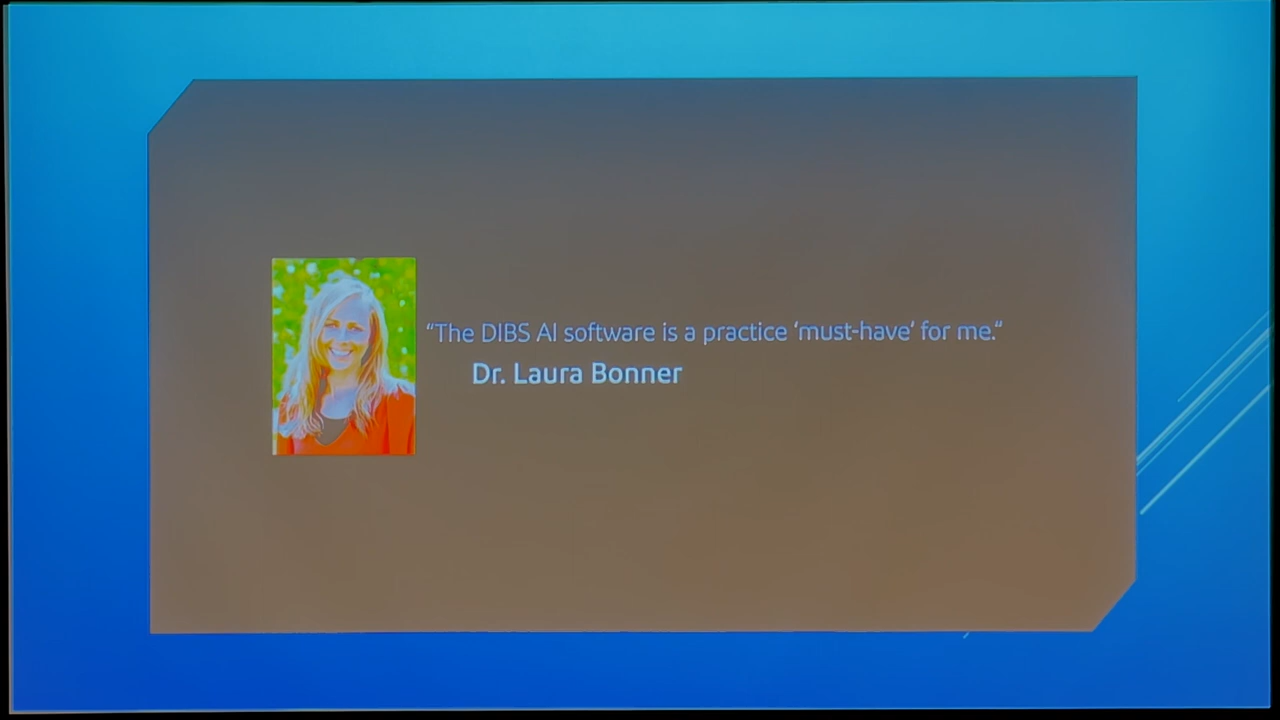 “The DIBS AI software is a practice ‘must-have’ for me.“
Dr. Laura Bonner